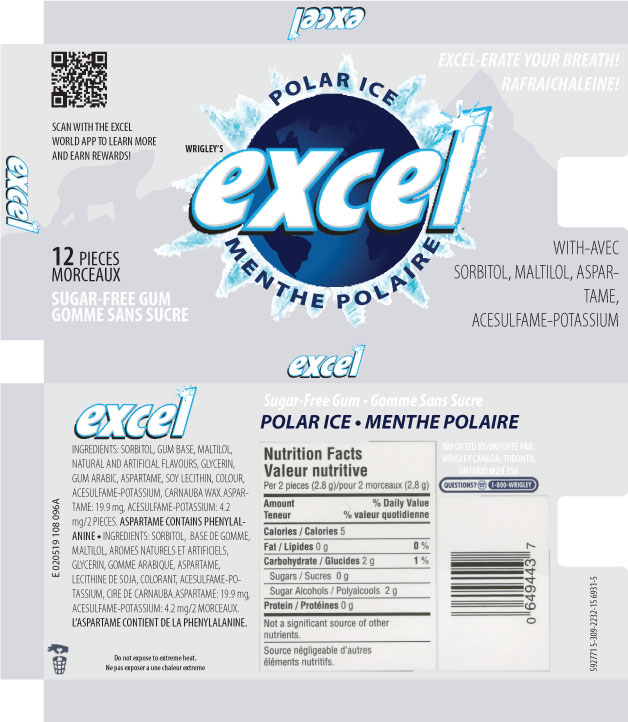 excel
EXCEL-ERATE YOUR BREATH!
RAFRAICHALEINE!
SCAN WITH THE EXCEL
WORLD APP TO LEARN MORE
AND EARN REWARDS!
POLAR ICE
WRIGLEY'S
excel
MENTHE POLAIRE
excel
12 PIECES
MORCEAUX
SUGAR-FREE GUM
GOMME SANS SUCRE
WITH-AVEC
SORBITOL, MALTILOL, ASPAR-
TAME,
ACESULFAME-POTASSIUM
excel
excel
INGREDIENTS: SORBITOL, GUM BASE, MALTILOL,
NATURAL AND ARTIFICIAL FLAVOURS, GLYCERIN,
GUM ARABIC, ASPARTAME, SOY LECITHIN, COLOUR,
ACESULFAME-POTASSIUM, CARNAUBA WAX.ASPAR-
TAME: 19.9 mg, ACESULFAME-POTASSIUM: 4.2
mg/2 PIECES. ASPARTAME CONTAINS PHENYLAL-
ANINE • INGREDIENTS: SORBITOL, BASE DE GOMME,
MALTILOL, AROMES NATURELS ET ARTIFICIELS,
GLYCERIN, GOMME ARABIQUE, ASPARTAME,
LECITHINE DE SOJA, COLORANT, ACESULFAME-PO-
TASSIUM, CIRE DE CARNAUBA.ASPARTAME: 19.9 mg,
ACESULFAME-POTASSIUM: 4.2 mg/2 MORCEAUX.
L'ASPARTAME CONTIENT DE LA PHENYLALANINE.
E 020519 108 096A
Do not expose to extreme heat.
Ne pas exposer a une chaleur extreme
Sugar-Free Gum • Gomme Sans Sucre
POLAR ICE • MENTHE POLAIRE
Nutrition Facts
Valeur nutritive
Per 2 pieces (2.8 g)/pour 2 morceaux (2,8 g)
Amount % Daily Value
Teneur % valeur quotidienne
Calories / Calories 5
Fat / Lipides 0 g 0 %
Carbohydrate / Glucides 2 g 1 %
Sugars / Sucres 0 g
Sugar Alcohols / Polyalcools 2 g
Protein / Protéines 0 g
Not a significant source of other
nutrients.
Source négligeable d'autres
éléments nutritifs.
IMPORTED BY/IMPORTE PAR:
WRIGLEY CANADA, TORONTO,
ONTARIO M2H 3S8
QUESTIONS? 1-800-WRIGLEY
0 649443 7
592771 5-309-2232-15 6931-5